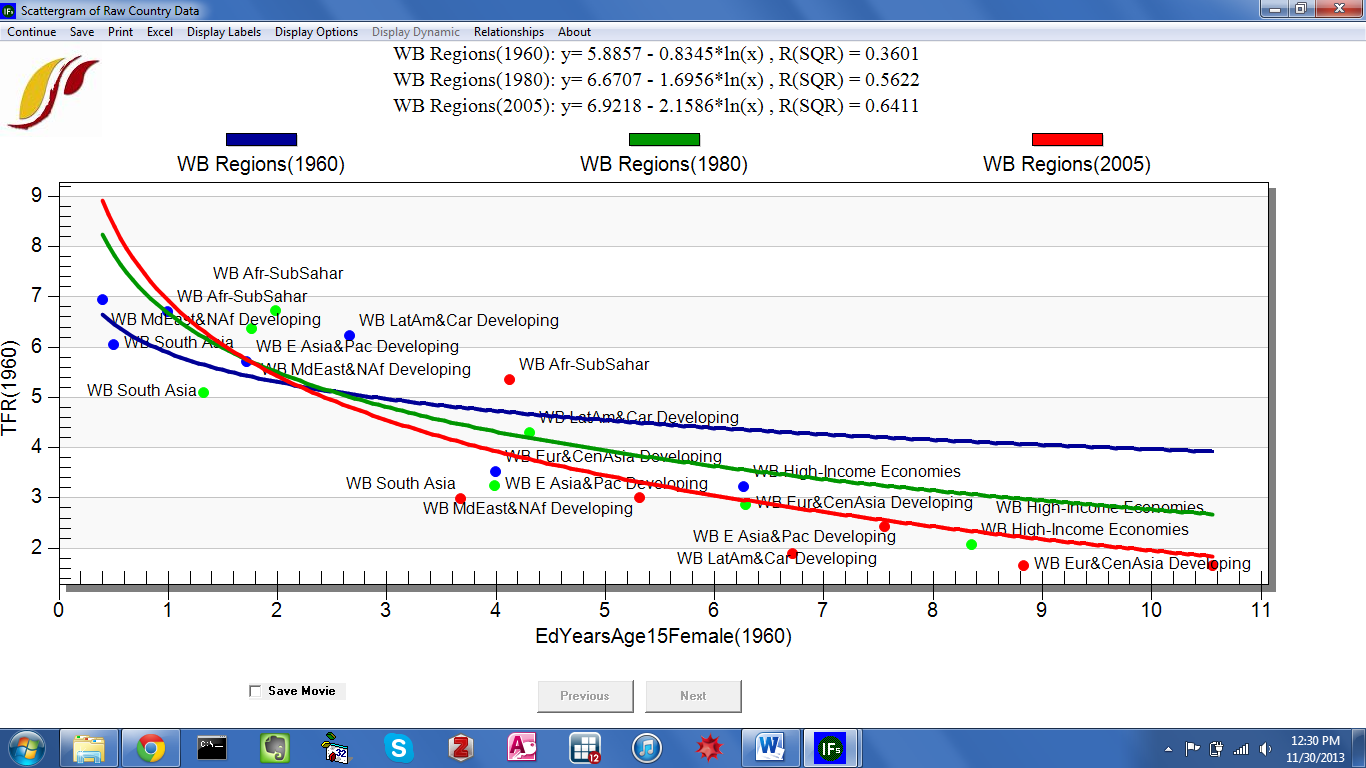 Scattergram of Raw Country Data
Continue Save Print Excel Display Labels Display Options Display Dynamic Relationships About
WB Regions(1960): y= 5.8857 - 0.8345*ln(x) , R(SQR) = 0.3601
WB Regions(1980): y= 6.6707 - 1.6956*ln(x) , R(SQR) = 0.5622
WB Regions(2005): y= 6.9218 - 2.1586*ln(x) , R(SQR) = 0.6411
WB Regions(1960) WB Regions(1980) WB Regions(2005)
9
8
WB Afr-SubSahar
7
WB Afr-SubSahar
WB MdEast&NAf Developing
WB LatAm&Car Developing
WB South Asia
WB E Asia&Pac Developing
6
WB MdEast&NAf Developing
WB Afr-SubSahar
WB South Asia
5
TFR(1960)
WB LatAm&Car Developing
4
WB Eur&CenAsia Developing
WB High-Income Economies
WB South Asia
WB E Asia&Pac Developing
3
WB Eur&CenAsia Developing
WB MdEast&NAf Developing
WB High-Income Economies
WB High-Income Economies
WB E Asia&Pac Developing
2
WB LatAm&Car Developing
WB Eur&CenAsia Developing
0 1 2 3 4 5 6 7 8 9 10 11
EdYearsAge15Female(1960)
Save Movie
Previous Next
12:30 PM
11/30/2013